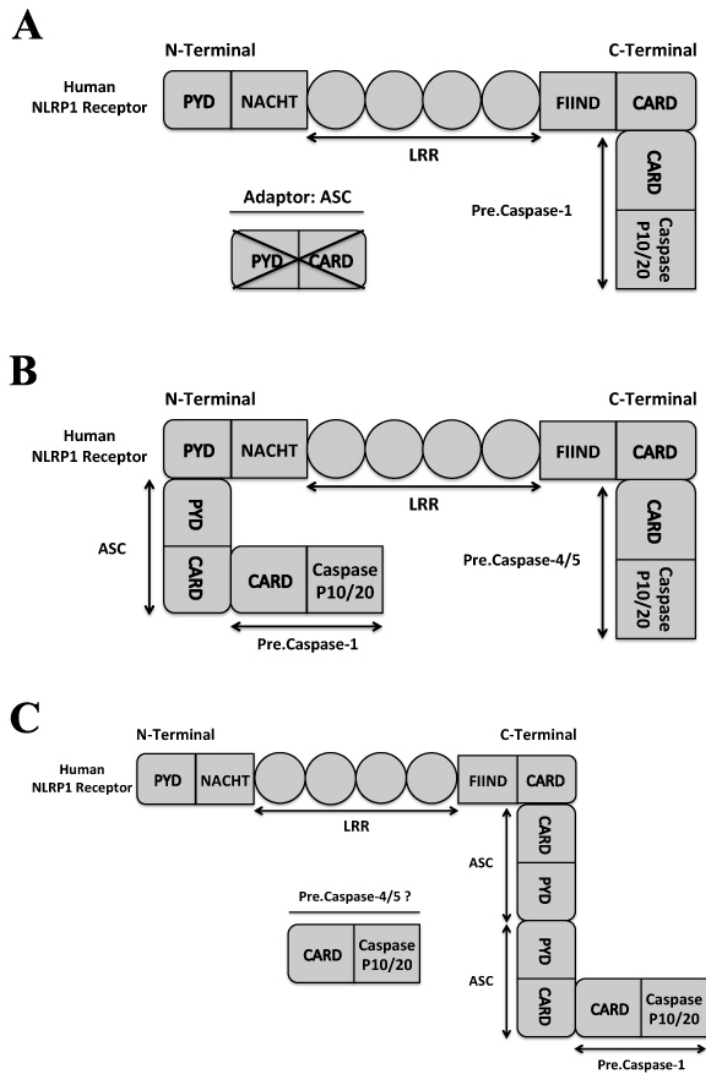 A
N-Terminal C-Terminal
Human
NLRP1 Receptor
PYD NACHT FIIND CARD
LRR
Adaptor: ASC
PYD CARD
Pre.Caspase-1
CARD
Caspase
P10/20
B
N-Terminal C-Terminal
Human
NLRP1 Receptor
PYD NACHT FIIND CARD
LRR
ASC
PYD
CARD
CARD
Caspase
P10/20
Pre.Caspase-1
Pre.Caspase-4/5
CARD
Caspase
P10/20
C
N-Terminal C-Terminal
Human
NLRP1 Receptor
PYD NACHT FIIND CARD
LRR
ASC
CARD
PYD
Pre.Caspase-4/5 ?
CARD
Caspase
P10/20
ASC
PYD
CARD
CARD
Caspase
P10/20
Pre.Caspase-1